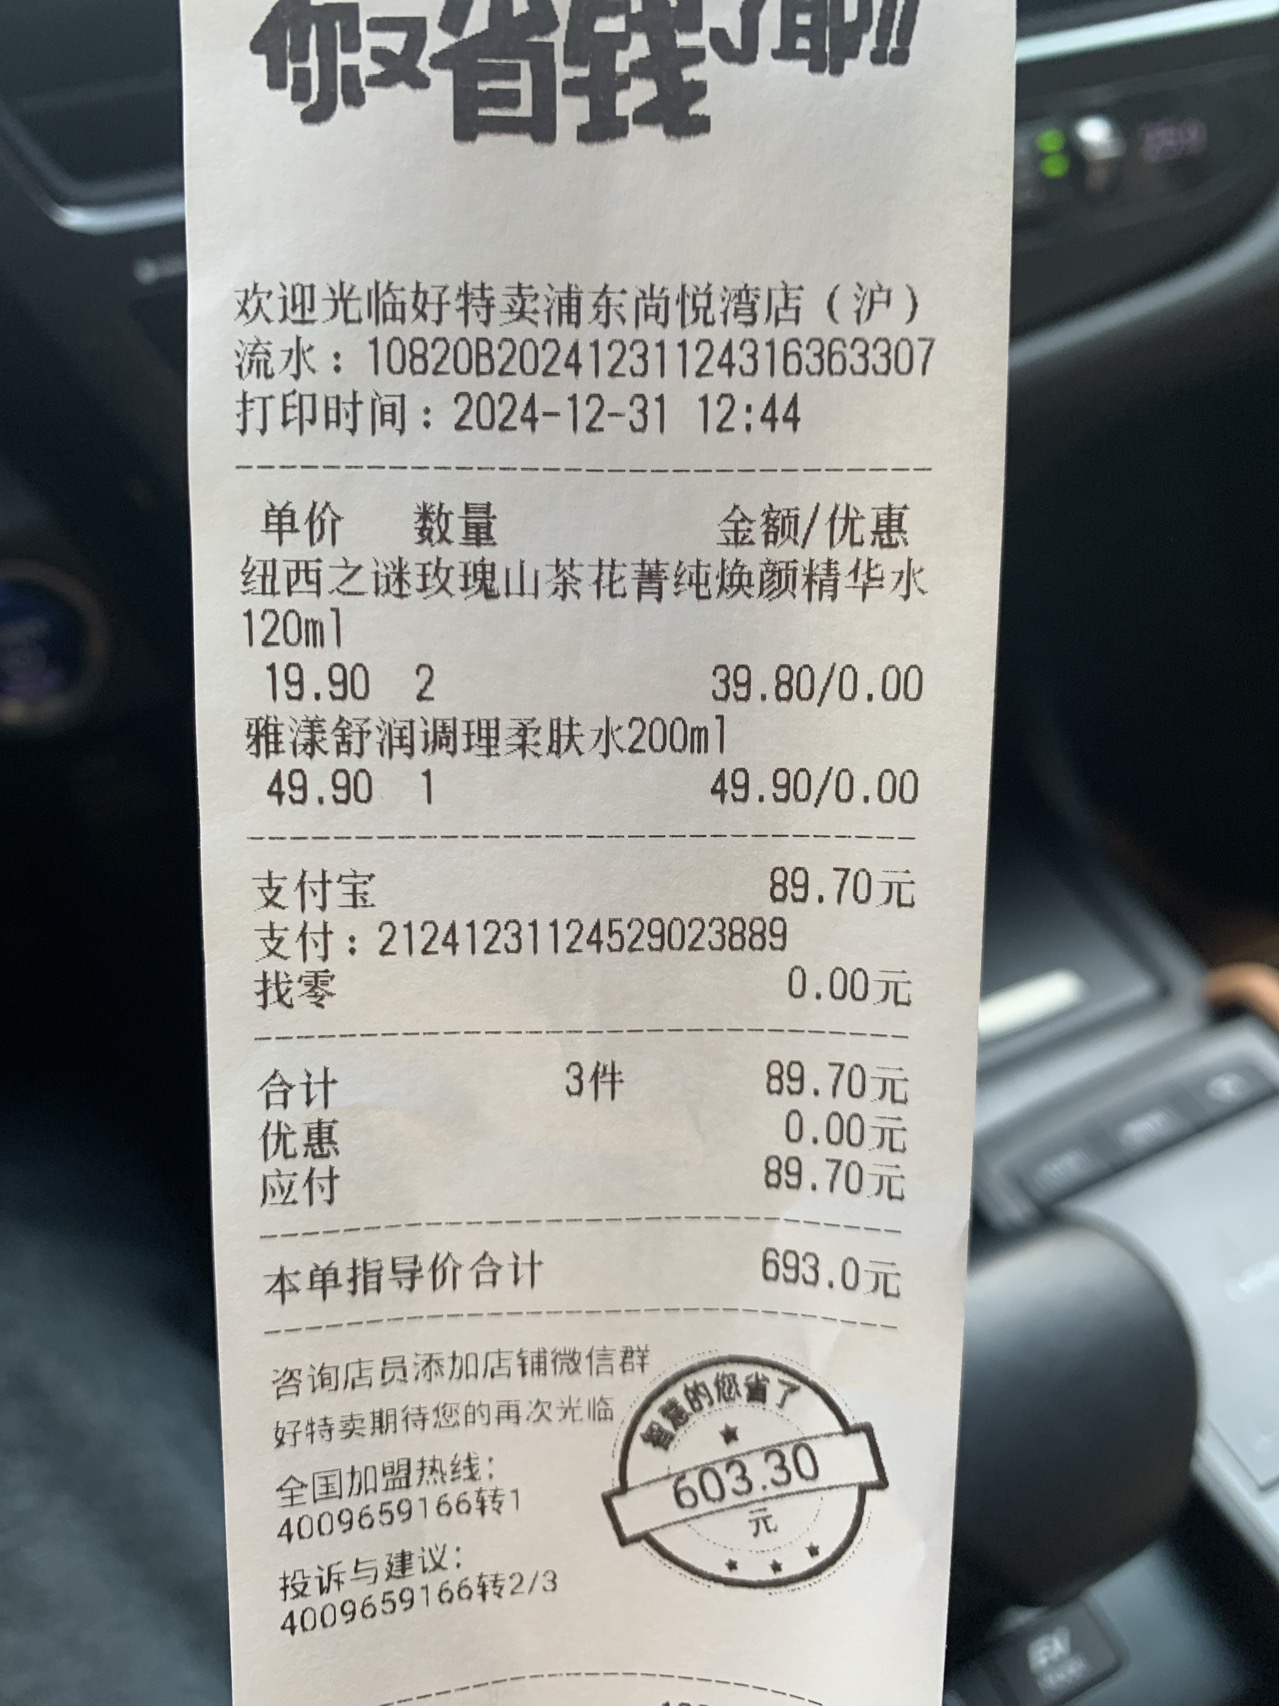 你又省钱了耶!!
欢迎光临好特卖浦东尚悦湾店（沪）
流水：10820B20241231124316363307
打印时间：2024-12-31 12:44
单价 数量 金额/优惠
纽西之谜玫瑰山茶花菁纯焕颜精华水
120ml
19.90 2 39.80/0.00
雅漾舒润调理柔肤水200ml
49.90 1 49.90/0.00
支付宝 89.70元
支付：21241231124529023889
找零 0.00元
合计 3件 89.70元
优惠 0.00元
应付 89.70元
本单指导价合计 693.0元
咨询店员添加店铺微信群
好特卖期待您的再次光临
全国加盟热线：
4009659166转1
投诉与建议：
4009659166转2/3
智慧的您省了
603.30
元